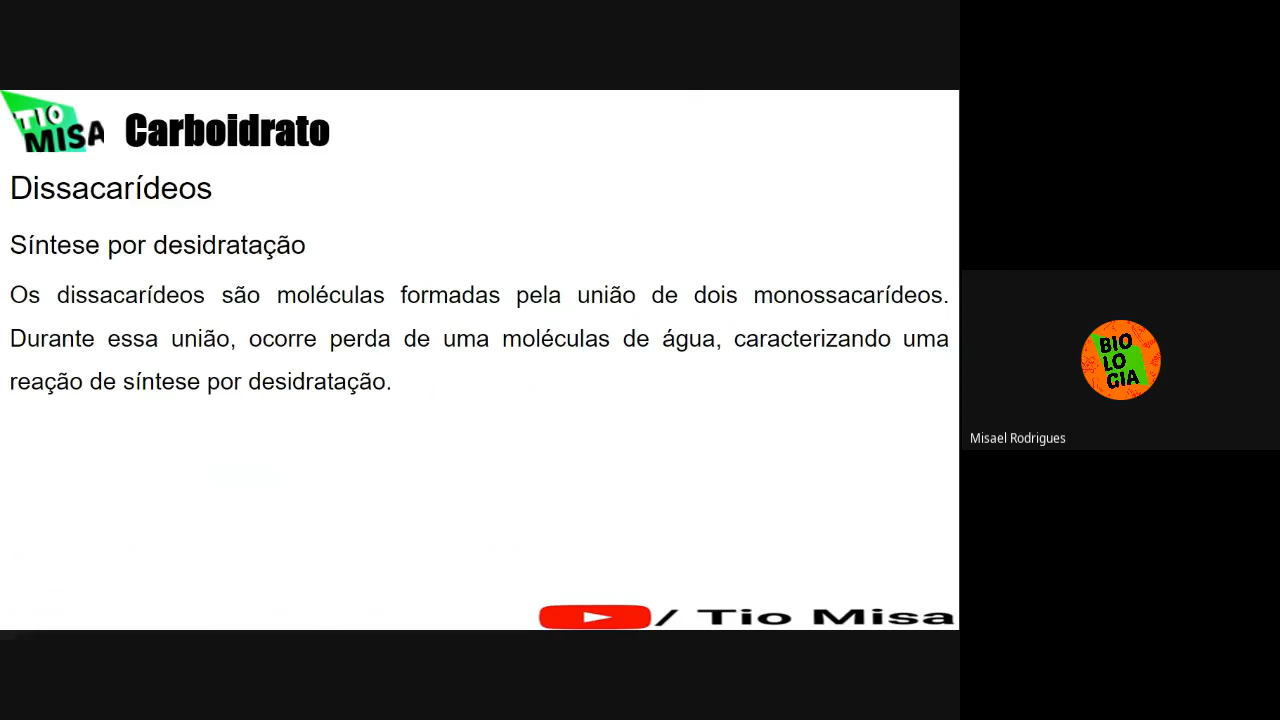 TIO
MISA
Carboidrato
Dissacarídeos
Síntese por desidratação
Os dissacarídeos são moléculas formadas pela união de dois monossacarídeos.
Durante essa união, ocorre perda de uma moléculas de água, caracterizando uma
reação de síntese por desidratação.
/ Tio Misa
BIO
LO
GIA
Misael Rodrigues